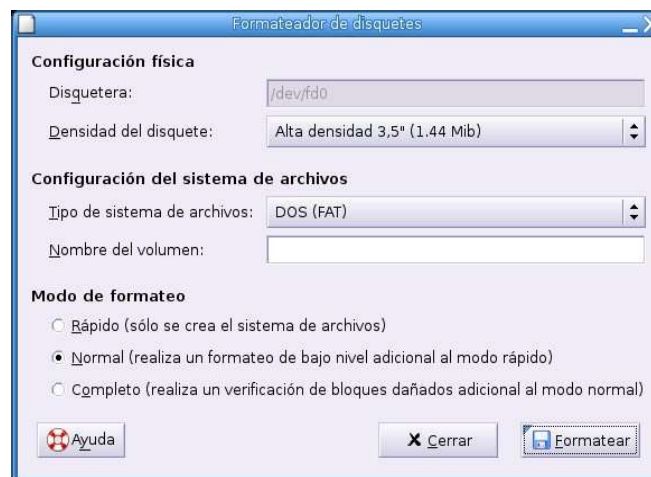 Formateador de disquetes
Configuración física
Disquetera: /dev/fd0
Densidad del disquete: Alta densidad 3,5" (1.44 Mib)
Configuración del sistema de archivos
Tipo de sistema de archivos: DOS (FAT)
Nombre del volumen:
Modo de formateo
Rápido (sólo se crea el sistema de archivos)
Normal (realiza un formateo de bajo nivel adicional al modo rápido)
Completo (realiza un verificación de bloques dañados adicional al modo normal)
Ayuda Cerrar Formatear